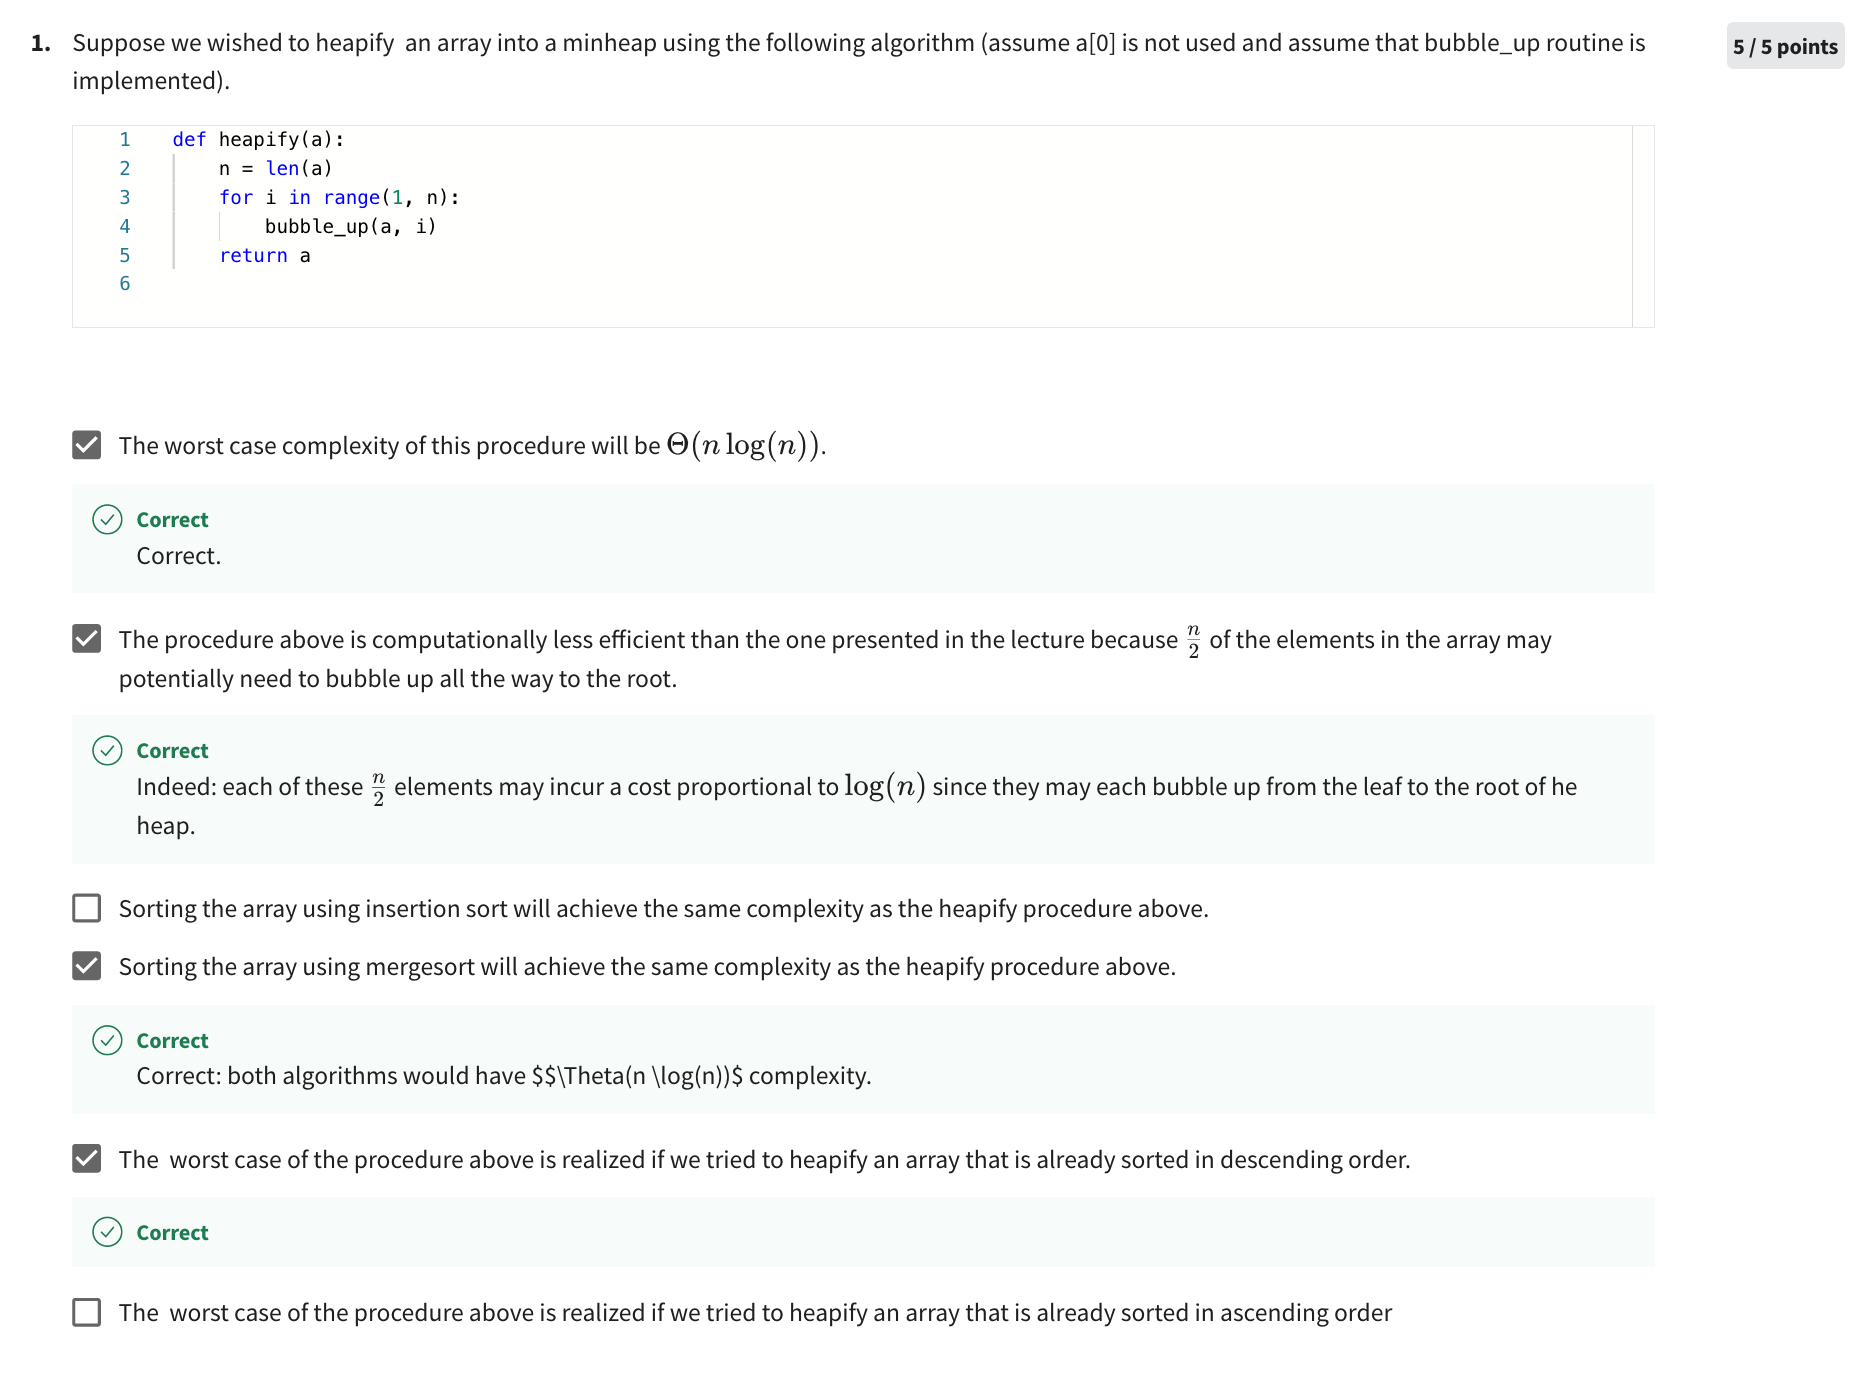 1. Suppose we wished to heapify an array into a minheap using the following algorithm (assume a[0] is not used and assume that bubble_up routine is
implemented).
5 / 5 points
1 def heapify(a):
2 n = len(a)
3 for i in range(1, n):
4 bubble_up(a, i)
5 return a
6
The worst case complexity of this procedure will be Θ(n log(n)).
Correct
Correct.
The procedure above is computationally less efficient than the one presented in the lecture because n/2 of the elements in the array may
potentially need to bubble up all the way to the root.
Correct
Indeed: each of these n/2 elements may incur a cost proportional to log(n) since they may each bubble up from the leaf to the root of he
heap.
Sorting the array using insertion sort will achieve the same complexity as the heapify procedure above.
Sorting the array using mergesort will achieve the same complexity as the heapify procedure above.
Correct
Correct: both algorithms would have $$\Theta(n \log(n))$ complexity.
The worst case of the procedure above is realized if we tried to heapify an array that is already sorted in descending order.
Correct
The worst case of the procedure above is realized if we tried to heapify an array that is already sorted in ascending order